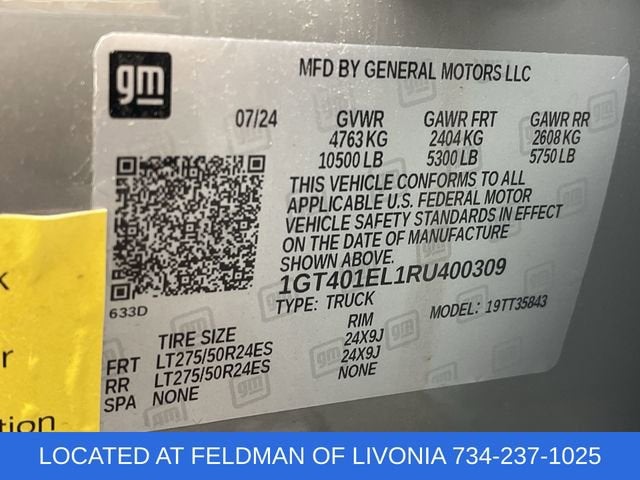 gm
MFD BY GENERAL MOTORS LLC
07/24 GVWR GAWR FRT GAWR RR
4763 KG 2404 KG 2608 KG
10500 LB 5300 LB 5750 LB
THIS VEHICLE CONFORMS TO ALL
APPLICABLE U.S. FEDERAL MOTOR
VEHICLE SAFETY STANDARDS IN EFFECT
ON THE DATE OF MANUFACTURE
SHOWN ABOVE.
1GT401EL1RU400309
TYPE: TRUCK MODEL: 19TT35843
633D
TIRE SIZE RIM
FRT LT275/50R24ES 24X9J
RR LT275/50R24ES 24X9J
SPA NONE NONE
k
r
tion
LOCATED AT FELDMAN OF LIVONIA 734-237-1025